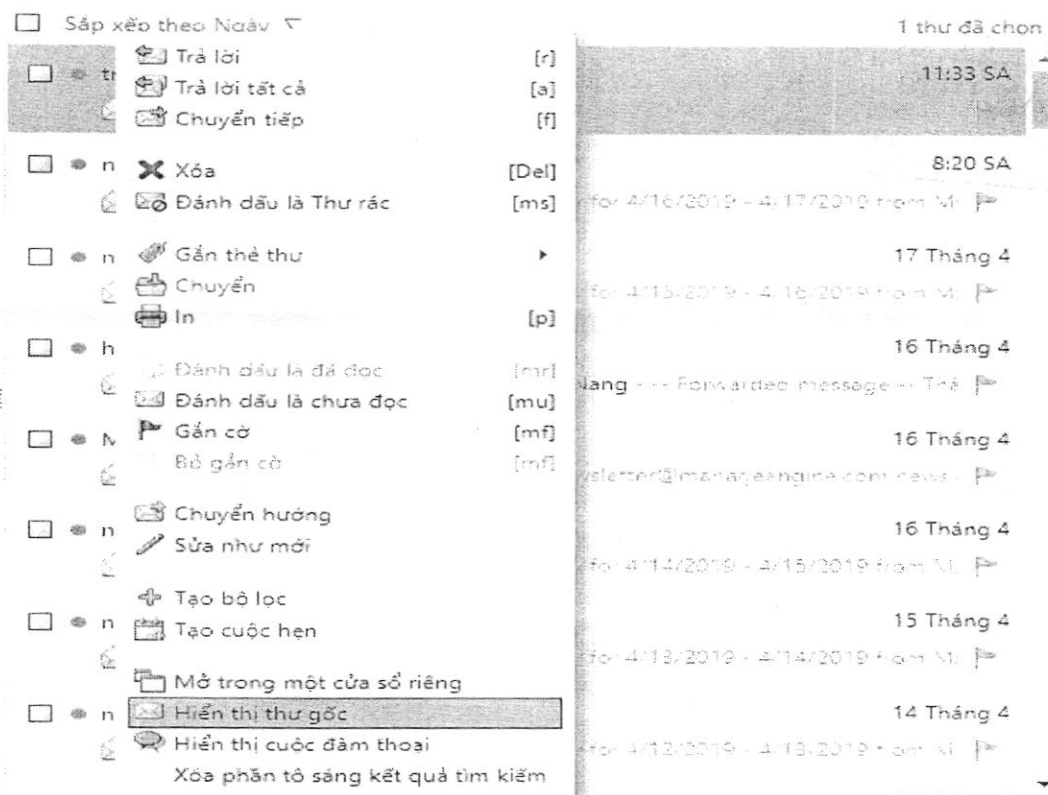 Sắp xếp theo Ngày 1 thư đã chọn
Trả lời [r]
11:33 SA
Trả lời tất cả [a]
Chuyển tiếp [f]
n Xóa [Del] 8:20 SA
Đánh dấu là Thư rác [ms] for 4/16/2019 - 4/17/2019 from M
n Gắn thẻ thư 17 Tháng 4
Chuyển for 4/15/2019 - 4/16/2019 from M
In [p]
h 16 Tháng 4
Đánh dấu là đã đọc [mr] Nang --- Forwarded message --
Đánh dấu là chưa đọc [mu]
M Gắn cờ [mf] 16 Tháng 4
Bỏ gắn cờ [mf] wsletter@manageengine.com news
Chuyển hướng
n 16 Tháng 4
Sửa như mới for 4/14/2019 - 4/15/2019 from M
Tạo bộ lọc
n Tạo cuộc hẹn 15 Tháng 4
for 4/13/2019 - 4/14/2019 from M
Mở trong một cửa sổ riêng
n Hiển thị thư gốc 14 Tháng 4
Hiển thị cuộc đàm thoại for 4/12/2019 - 4/13/2019 from M
Xóa phần tô sáng kết quả tìm kiếm